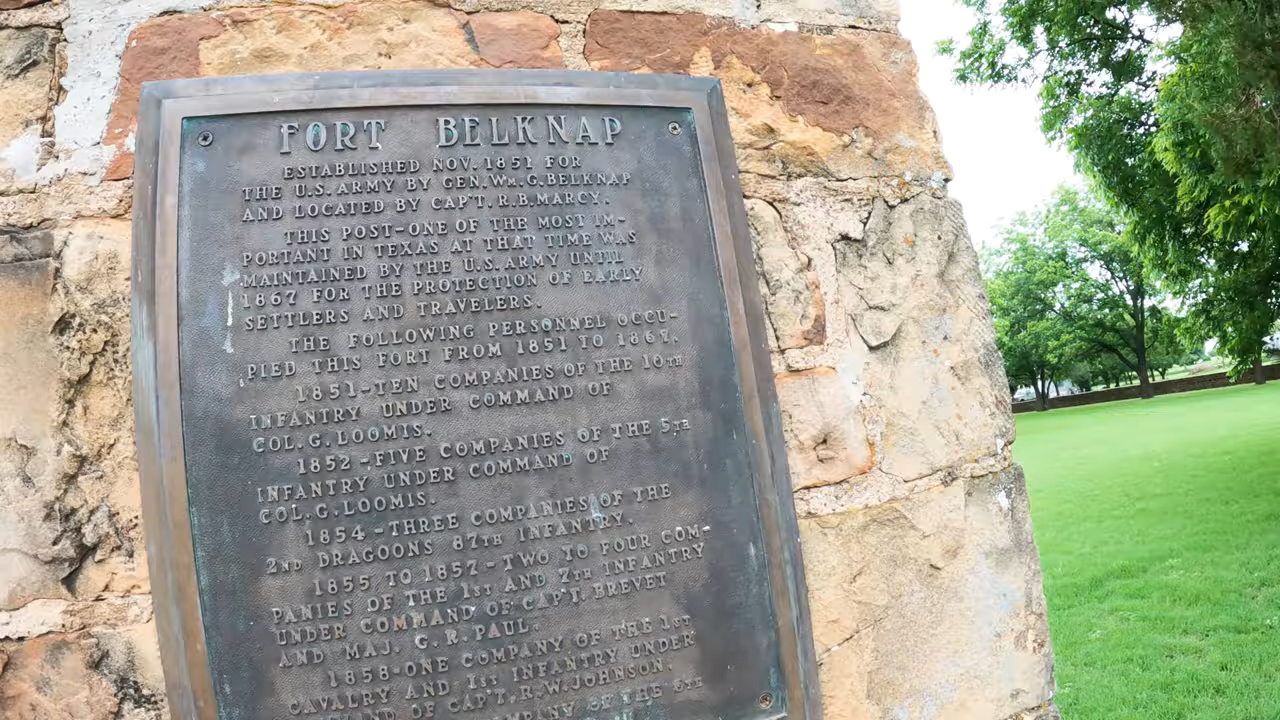 FORT BELKNAP
ESTABLISHED NOV. 1851 FOR
THE U.S. ARMY BY GEN. WM. G. BELKNAP
AND LOCATED BY CAP'T. R.B. MARCY.
THIS POST-ONE OF THE MOST IM-
PORTANT IN TEXAS AT THAT TIME WAS
MAINTAINED BY THE U.S. ARMY UNTIL
1867 FOR THE PROTECTION OF EARLY
SETTLERS AND TRAVELERS.
THE FOLLOWING PERSONNEL OCCU-
PIED THIS FORT FROM 1851 TO 1867.
1851-TEN COMPANIES OF THE 10TH
INFANTRY UNDER COMMAND OF
COL. G. LOOMIS.
1852-FIVE COMPANIES OF THE 5TH
INFANTRY UNDER COMMAND OF
COL. G. LOOMIS.
1854-THREE COMPANIES OF THE
2ND DRAGOONS 87TH INFANTRY.
1855 TO 1857-TWO TO FOUR COM-
PANIES OF THE 1ST AND 7TH INFANTRY
UNDER COMMAND OF CAP'T. BREVET
AND MAJ. G. R. PAUL
1858-ONE COMPANY OF THE 1ST
CAVALRY AND 1ST INFANTRY UNDER
OF CAP'T. R.W. JOHNSON.
OF THE 6TH